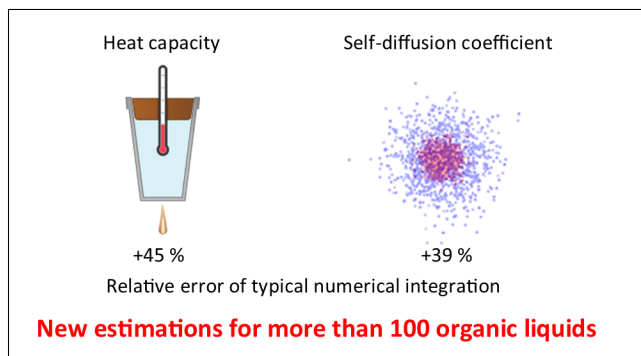 Heat capacity
Self-diffusion coefficient
+45 %
+39 %
Relative error of typical numerical integration
New estimations for more than 100 organic liquids